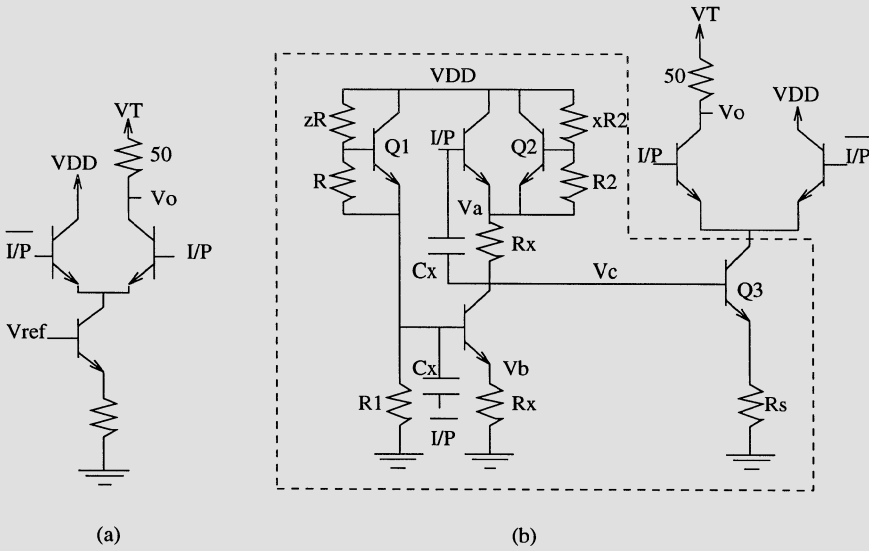 VT
50
VDD
Vo
I/P
I/P
Vref
(a)
VDD
zR
Q1
R
I/P
Q2
xR2
R2
Va
Rx
Cx
Vc
Cx
I/P
R1
Vb
Rx
VT
50
Vo
VDD
I/P
I/P
Q3
Rs
(b)